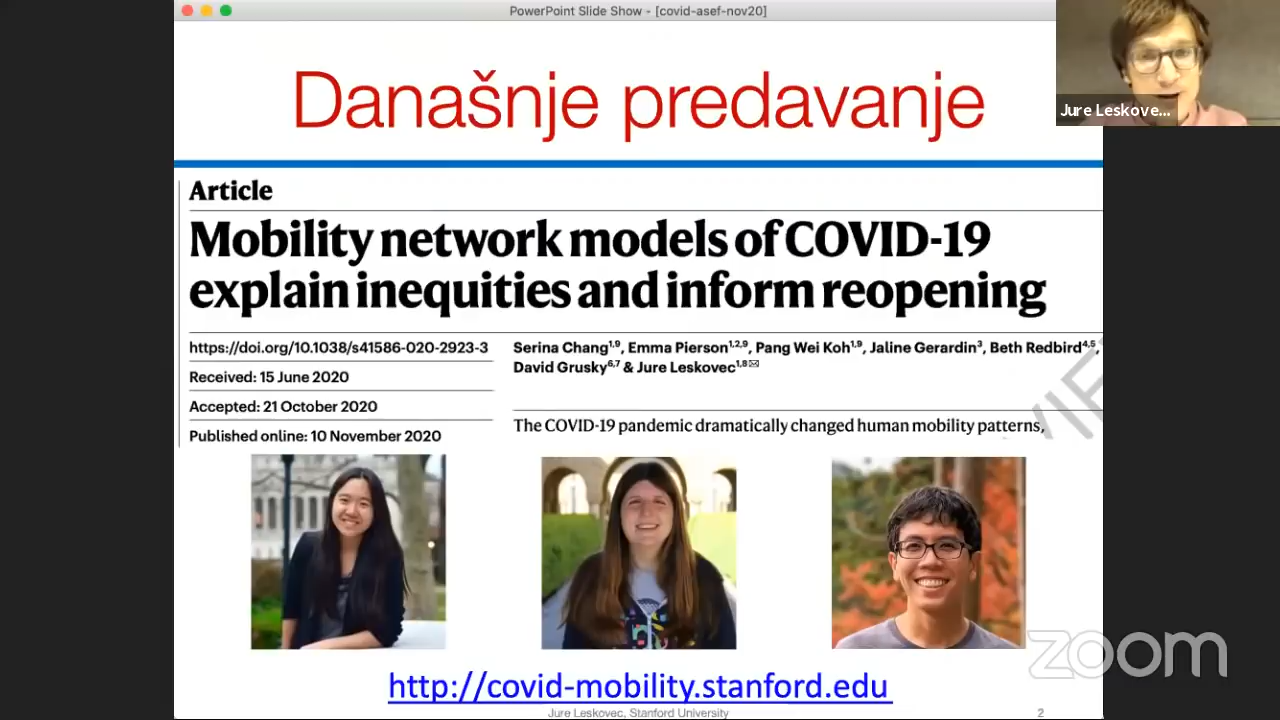 PowerPoint Slide Show - [covid-asef-nov20]
Jure Leskove...
Današnje predavanje
Article
Mobility network models of COVID-19
explain inequities and inform reopening
https://doi.org/10.1038/s41586-020-2923-3
Received: 15 June 2020
Accepted: 21 October 2020
Published online: 10 November 2020
Serina Chang1,9, Emma Pierson1,2,9, Pang Wei Koh1,9, Jaline Gerardin3, Beth Redbird4,5,
David Grusky6,7 & Jure Leskovec1,8✉
The COVID-19 pandemic dramatically changed human mobility patterns,
http://covid-mobility.stanford.edu
Jure Leskovec, Stanford University
2
zoom